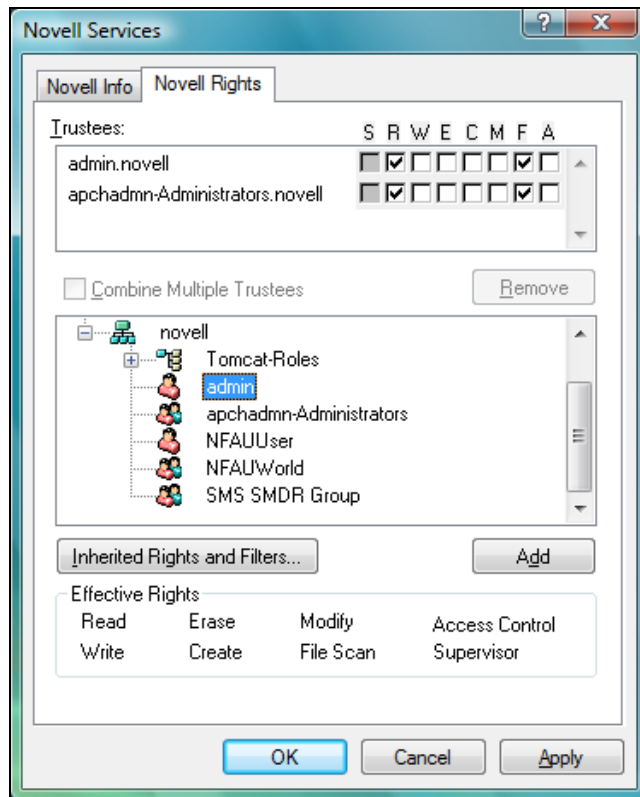 Novell Services
?
X
Novell Info Novell Rights
Trustees: S R W E C M F A
admin.novell
apchadmn-Administrators.novell
Combine Multiple Trustees Remove
novell
Tomcat-Roles
admin
apchadmn-Administrators
NFAUUser
NFAUWorld
SMS SMDR Group
Inherited Rights and Filters... Add
Effective Rights
Read Erase Modify Access Control
Write Create File Scan Supervisor
OK Cancel Apply